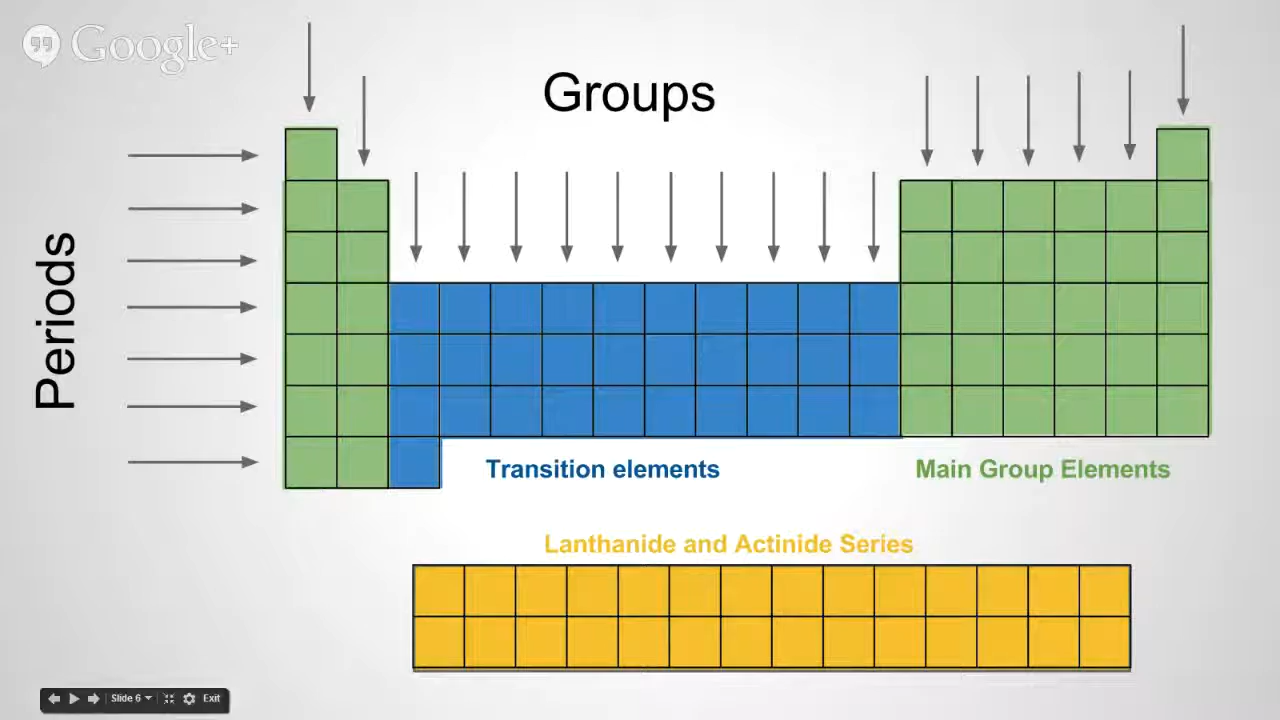 Google+
Groups
Periods
Transition elements
Main Group Elements
Lanthanide and Actinide Series
Slide 6
Exit